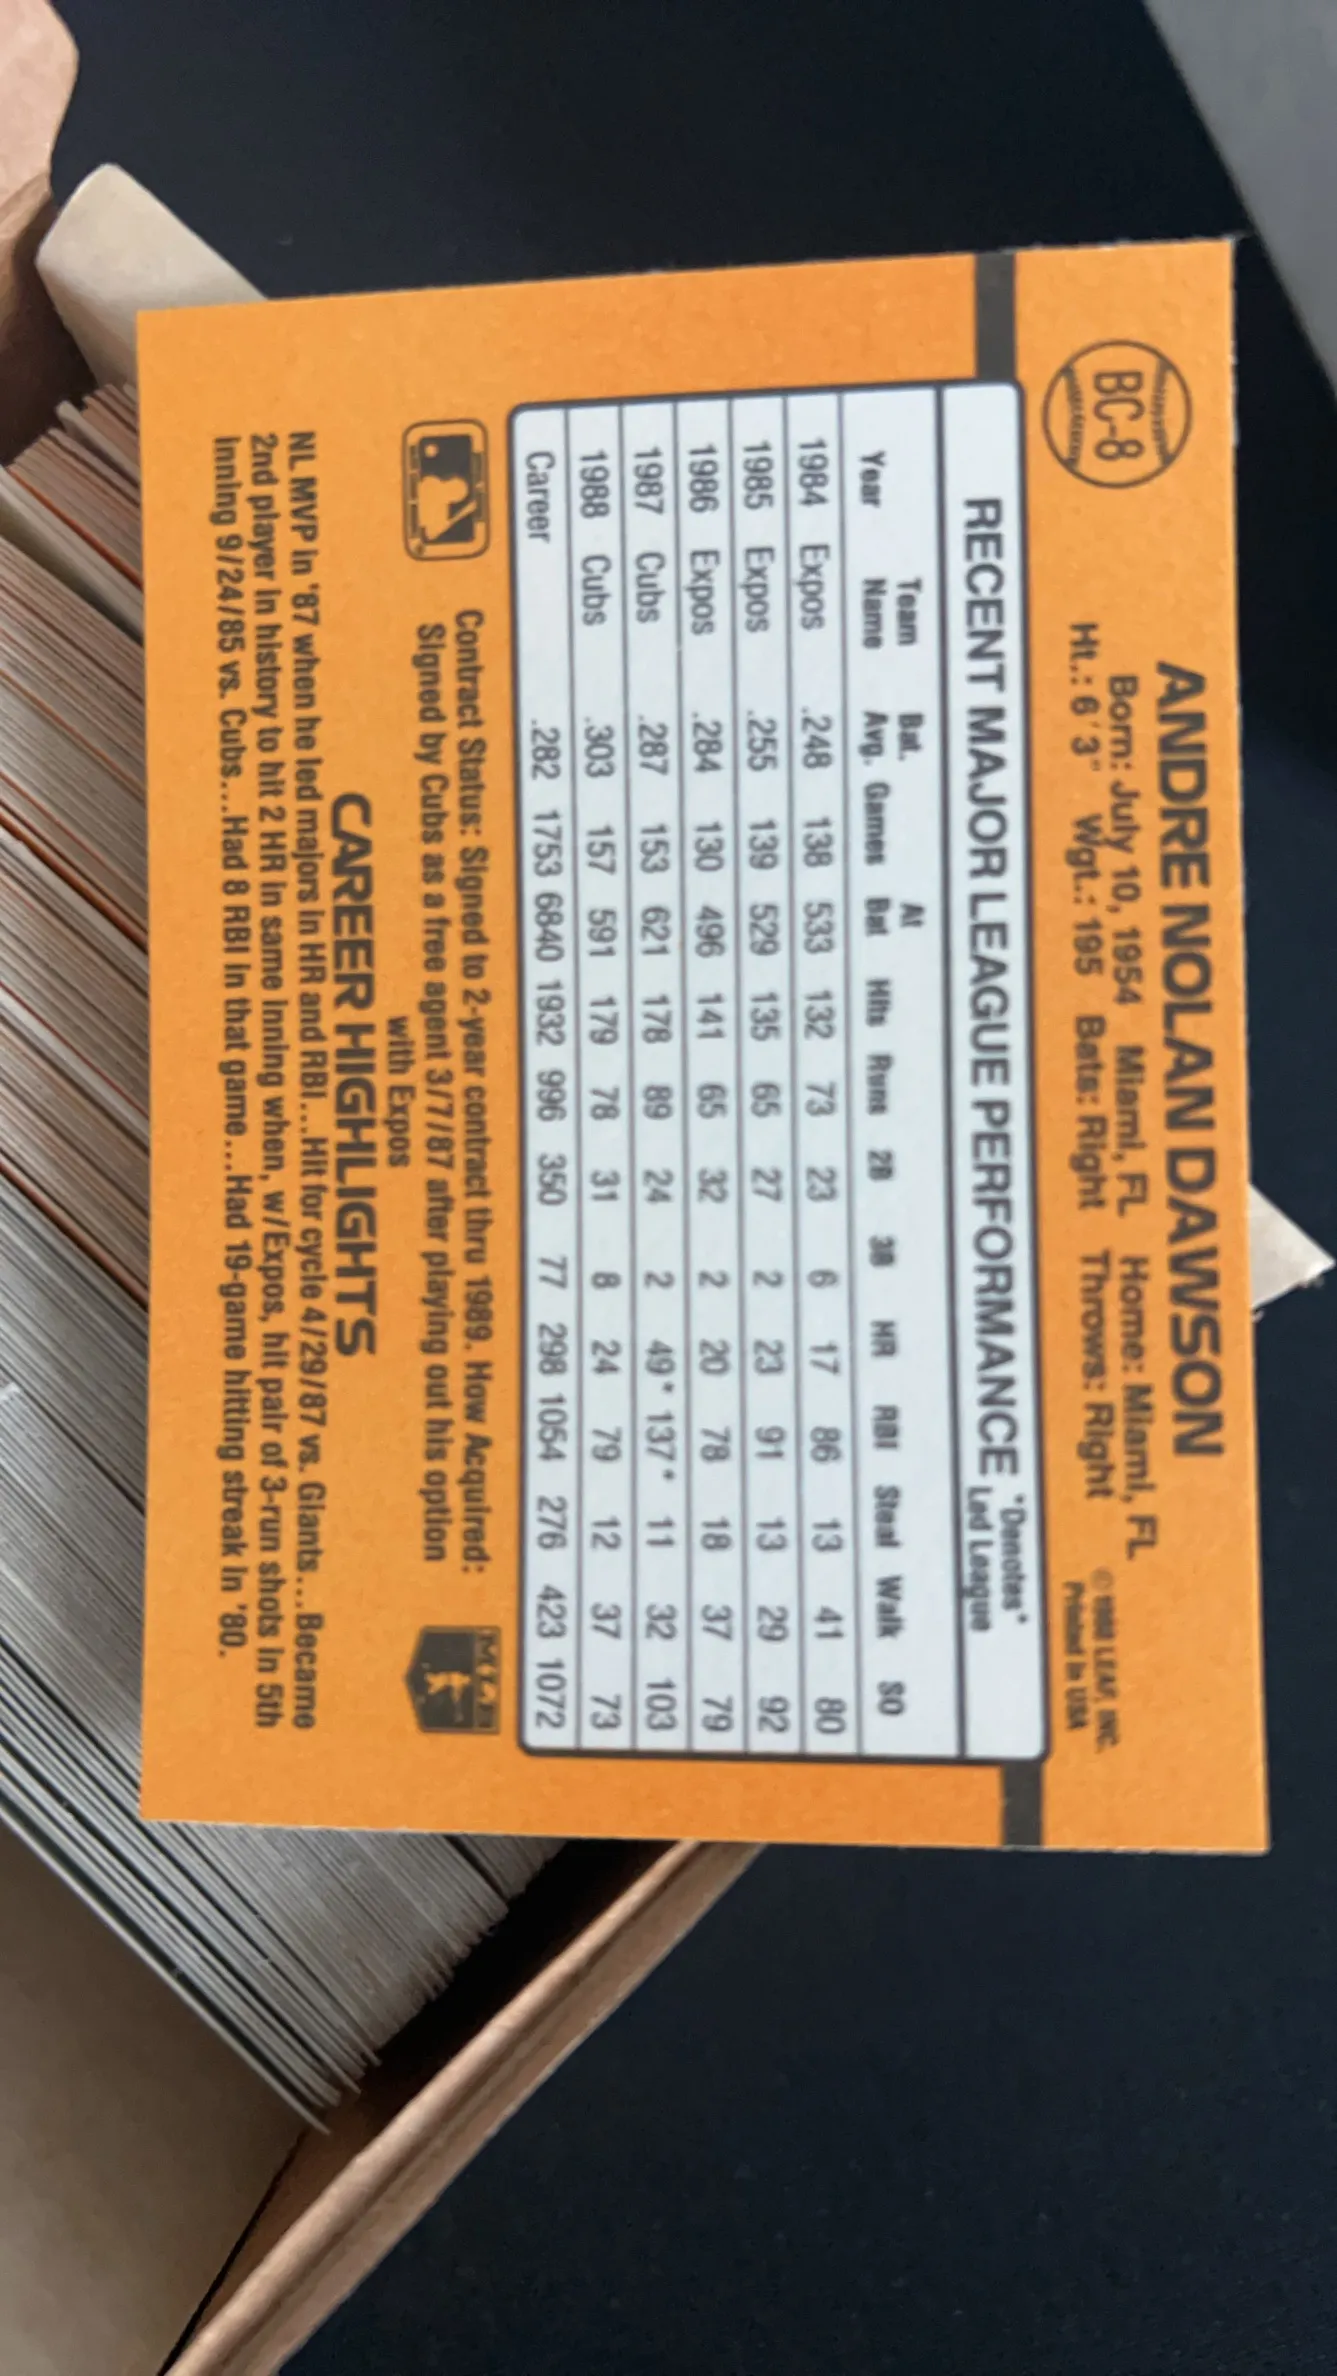 BC-8
ANDRE NOLAN DAWSON
Born: July 10, 1954 Miami, FL Home: Miami, FL
Ht.: 6'3" Wgt.: 195 Bats: Right Throws: Right
© 1988 LEAF, INC.
Printed in USA
RECENT MAJOR LEAGUE PERFORMANCE *Denotes* Led League
Year Team Name Bat. Avg. Games At Bat Hits Runs 2B 3B HR RBI Steal Walk SO
1984 Expos .248 138 533 132 73 23 6 17 86 13 41 80
1985 Expos .255 139 529 135 65 27 2 23 91 13 29 92
1986 Expos .284 130 496 141 65 32 2 20 78 18 37 79
1987 Cubs .287 153 621 178 89 24 2 49* 137* 11 32 103
1988 Cubs .303 157 591 179 78 31 8 24 79 12 37 73
Career .282 1753 6840 1932 996 350 77 298 1054 276 423 1072
Contract Status: Signed to 2-year contract thru 1989. How Acquired:
Signed by Cubs as a free agent 3/7/87 after playing out his option
with Expos
CAREER HIGHLIGHTS
NL MVP in '87 when he led majors in HR and RBI...Hit for cycle 4/29/87 vs. Giants...Became
2nd player in history to hit 2 HR in same inning when, w/Expos, hit pair of 3-run shots in 5th
inning 9/24/85 vs. Cubs...Had 8 RBI in that game...Had 19-game hitting streak in '80.